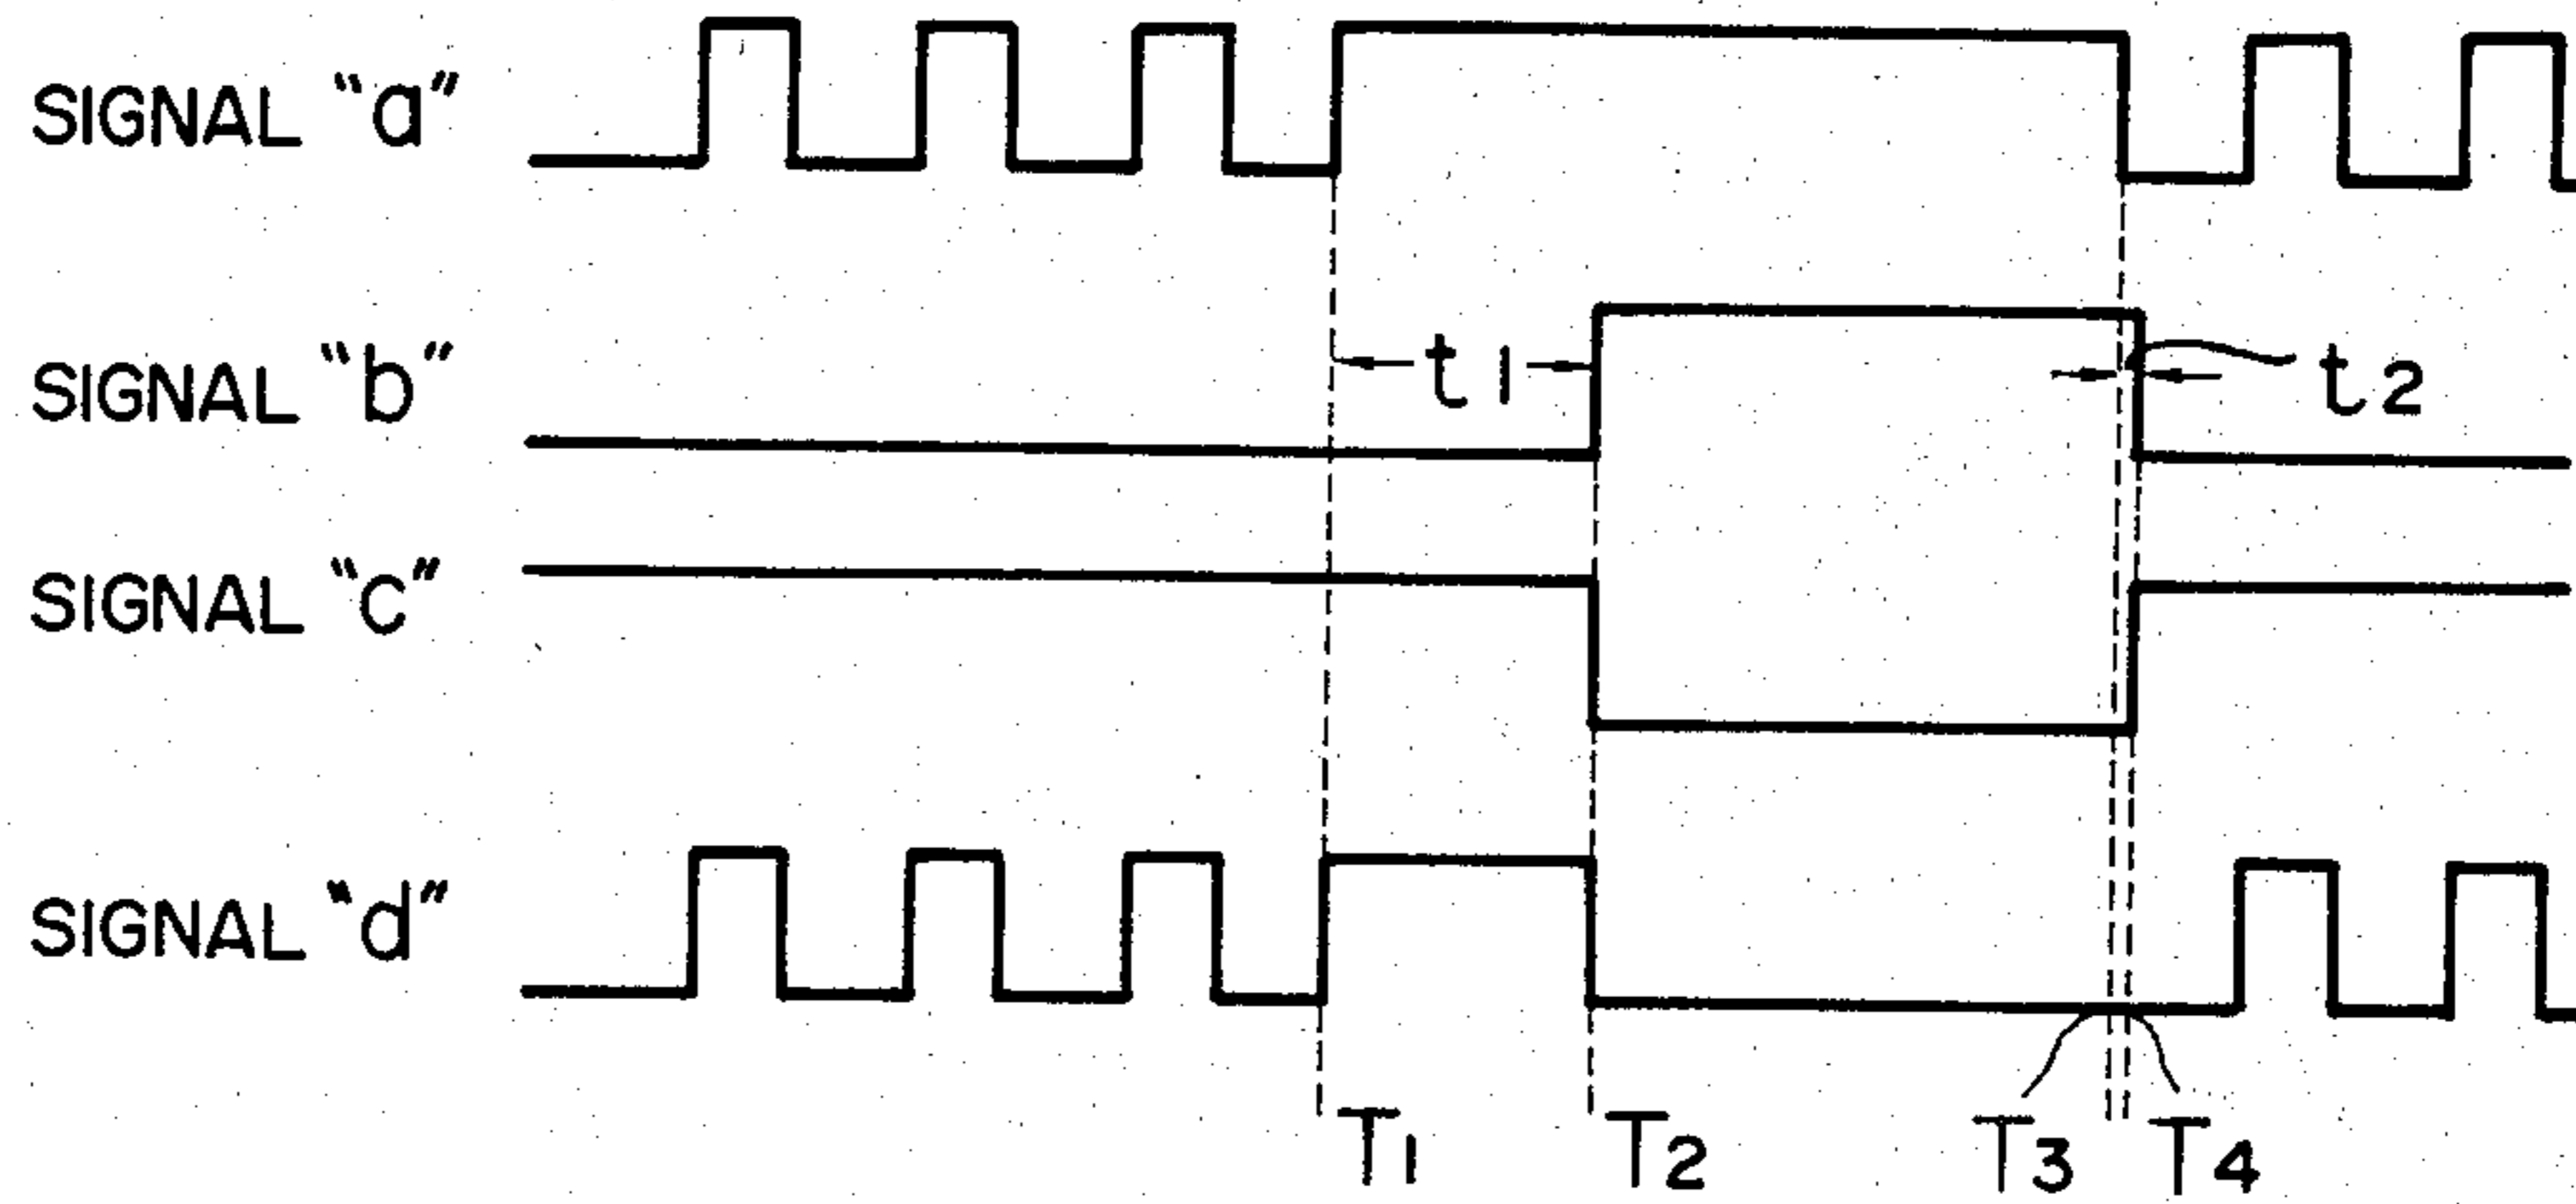 SIGNAL "a"
SIGNAL "b"
t1
t2
SIGNAL "c"
SIGNAL "d"
T1 T2 T3 T4